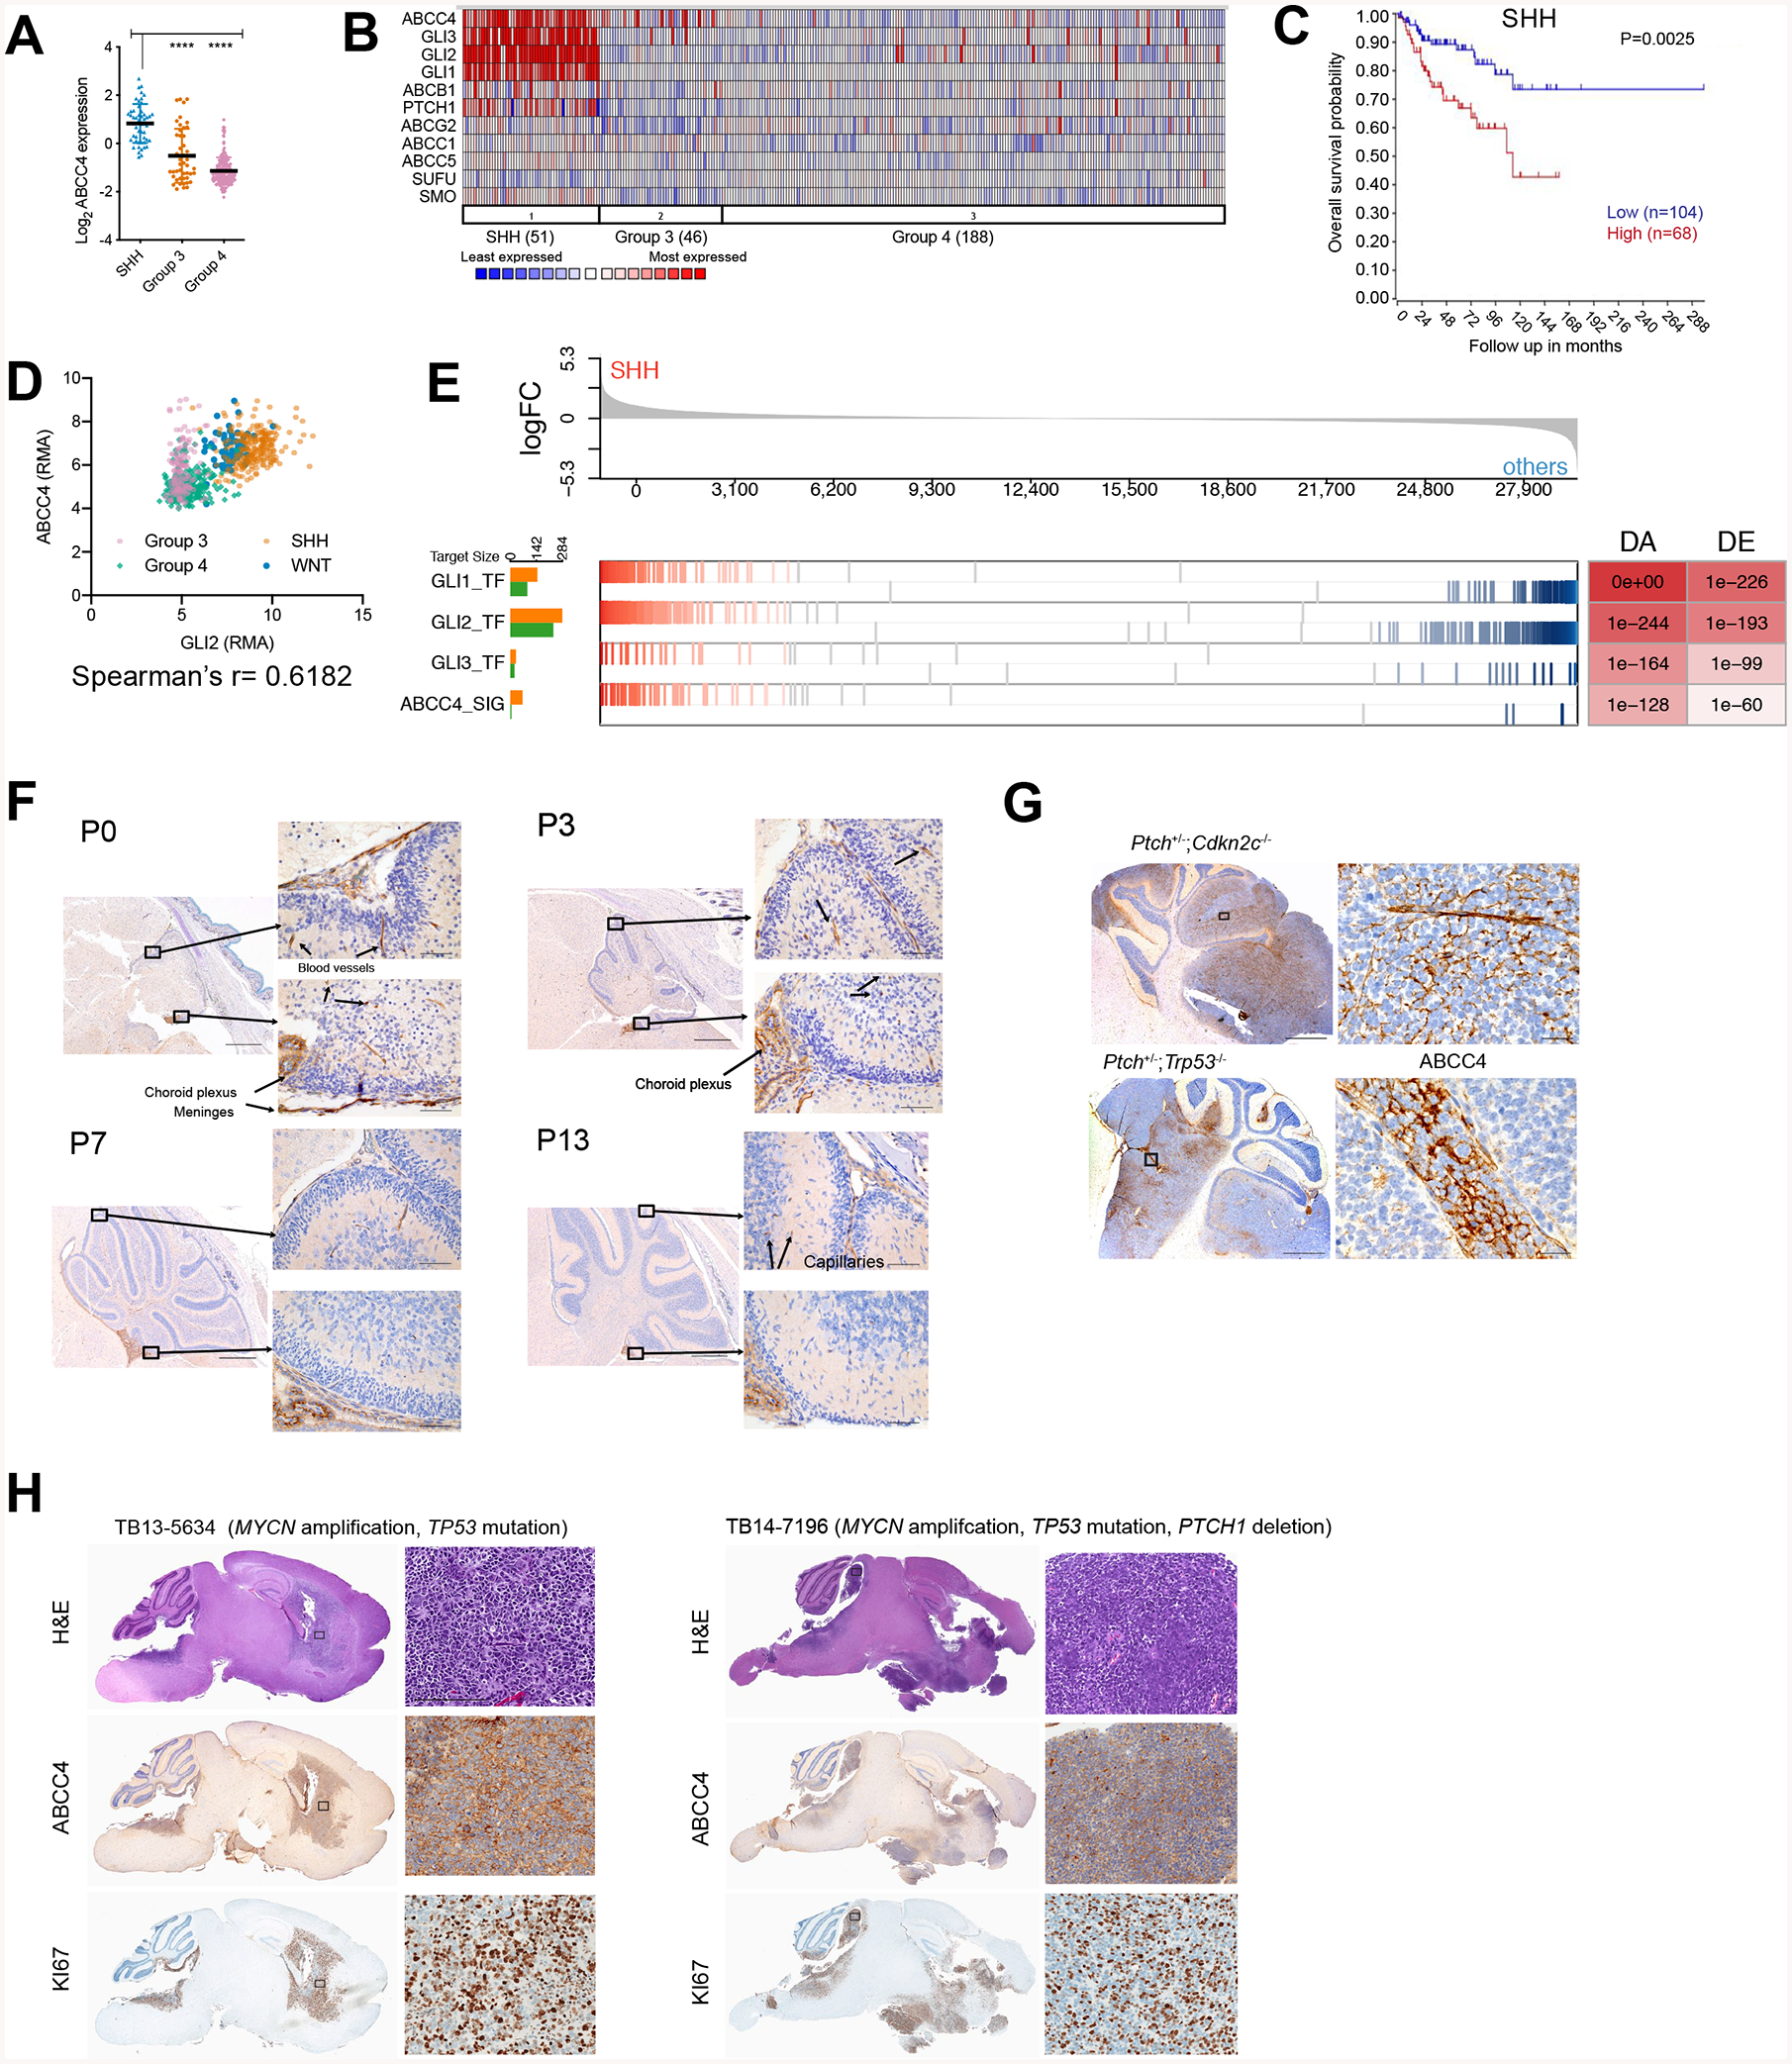 A
Log2 ABCC4 expression
4
2
0
-2
-4
**** ****
SHH
Group 3
Group 4
B
ABCC4
GLI3
GLI2
GLI1
ABCB1
PTCH1
ABCG2
ABCC1
ABCC5
SUFU
SMO
1 2 3
SHH (51) Group 3 (46) Group 4 (188)
Least expressed Most expressed
C
SHH
P=0.0025
Overall survival probability
1.00
0.90
0.80
0.70
0.60
0.50
0.40
0.30
0.20
0.10
0.00
Low (n=104)
High (n=68)
0 24 48 72 96 120 144 168 192 216 240 264 288
Follow up in months
D
ABCC4 (RMA)
10
8
6
4
2
0
Group 3 SHH
Group 4 WNT
0 5 10 15
GLI2 (RMA)
Spearman's r= 0.6182
E
logFC
5.3
0
−5.3
SHH
others
0 3,100 6,200 9,300 12,400 15,500 18,600 21,700 24,800 27,900
Target Size 0 142 284
DA DE
GLI1_TF 0e+00 1e−226
GLI2_TF 1e−244 1e−193
GLI3_TF 1e−164 1e−99
ABCC4_SIG 1e−128 1e−60
F
P0
Blood vessels
Choroid plexus
Meninges
P3
Choroid plexus
P7
P13
Capillaries
G
Ptch+/-;Cdkn2c-/-
Ptch+/-;Trp53-/-
ABCC4
H
TB13-5634 (MYCN amplification, TP53 mutation)
H&E
ABCC4
KI67
TB14-7196 (MYCN amplifcation, TP53 mutation, PTCH1 deletion)
H&E
ABCC4
KI67